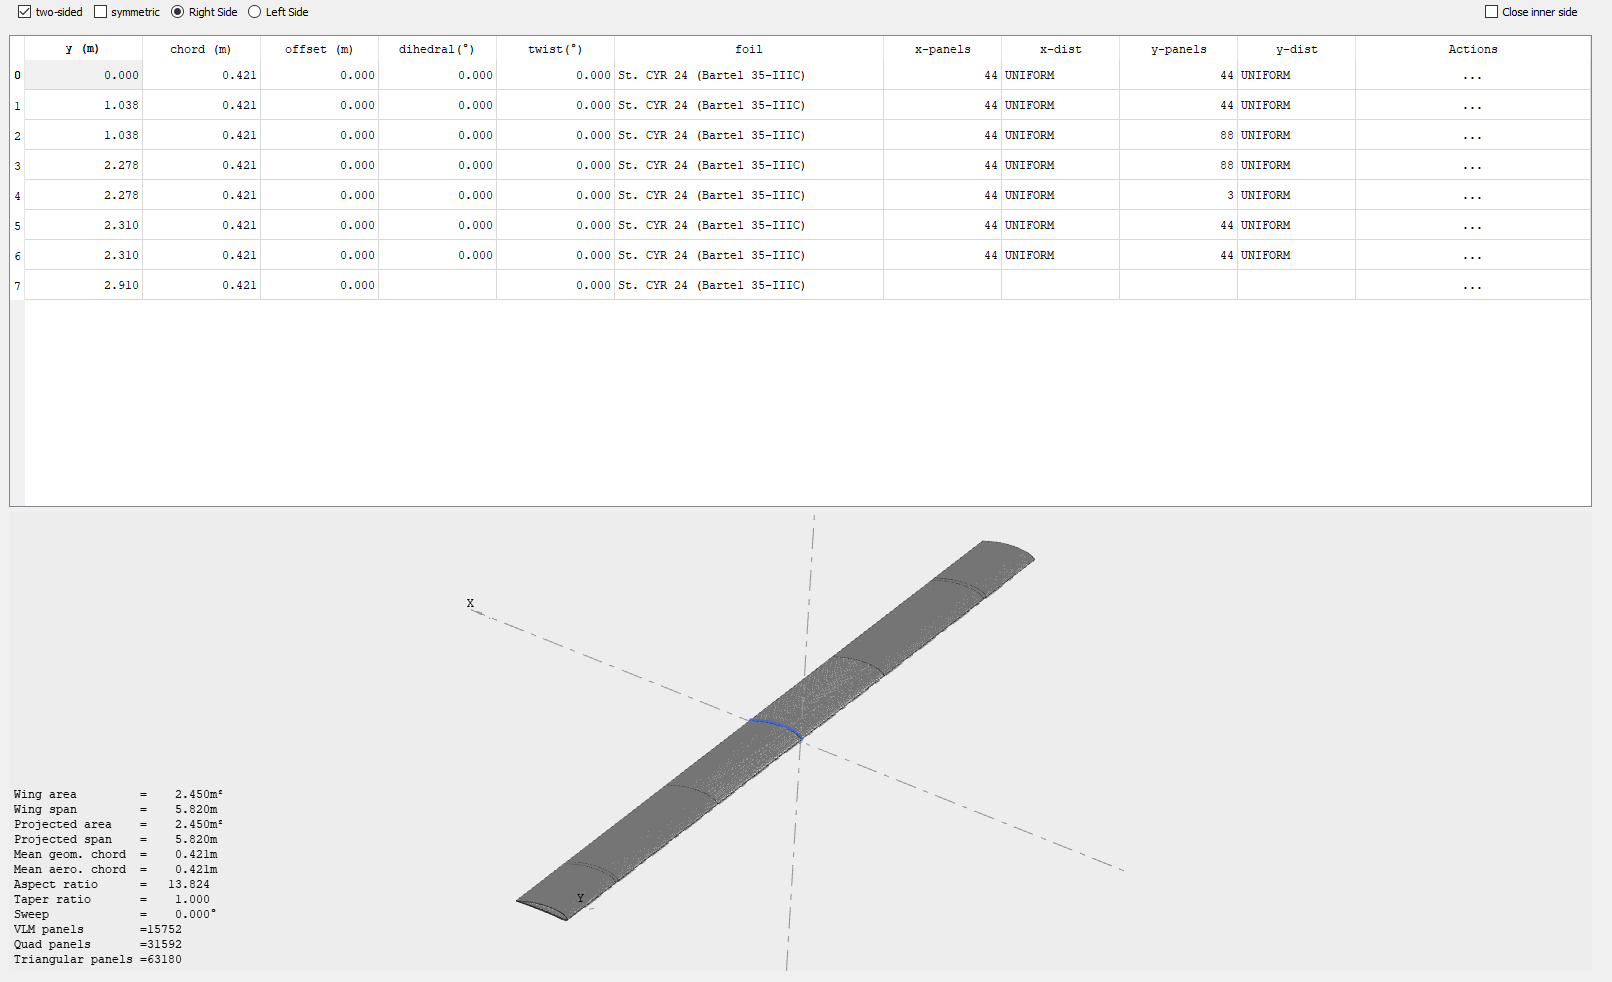 two-sided symmetric Right Side Left Side Close inner side
y (m) chord (m) offset (m) dihedral(°) twist(°) foil x-panels x-dist y-panels y-dist Actions
0 0.000 0.421 0.000 0.000 0.000 St. CYR 24 (Bartel 35-IIIC) 44 UNIFORM 44 UNIFORM ...
1 1.038 0.421 0.000 0.000 0.000 St. CYR 24 (Bartel 35-IIIC) 44 UNIFORM 44 UNIFORM ...
2 1.038 0.421 0.000 0.000 0.000 St. CYR 24 (Bartel 35-IIIC) 44 UNIFORM 88 UNIFORM ...
3 2.278 0.421 0.000 0.000 0.000 St. CYR 24 (Bartel 35-IIIC) 44 UNIFORM 88 UNIFORM ...
4 2.278 0.421 0.000 0.000 0.000 St. CYR 24 (Bartel 35-IIIC) 44 UNIFORM 3 UNIFORM ...
5 2.310 0.421 0.000 0.000 0.000 St. CYR 24 (Bartel 35-IIIC) 44 UNIFORM 44 UNIFORM ...
6 2.310 0.421 0.000 0.000 0.000 St. CYR 24 (Bartel 35-IIIC) 44 UNIFORM 44 UNIFORM ...
7 2.910 0.421 0.000 0.000 St. CYR 24 (Bartel 35-IIIC) ...
X
Y
Wing area = 2.450m²
Wing span = 5.820m
Projected area = 2.450m²
Projected span = 5.820m
Mean geom. chord = 0.421m
Mean aero. chord = 0.421m
Aspect ratio = 13.824
Taper ratio = 1.000
Sweep = 0.000°
VLM panels =15752
Quad panels =31592
Triangular panels =63180